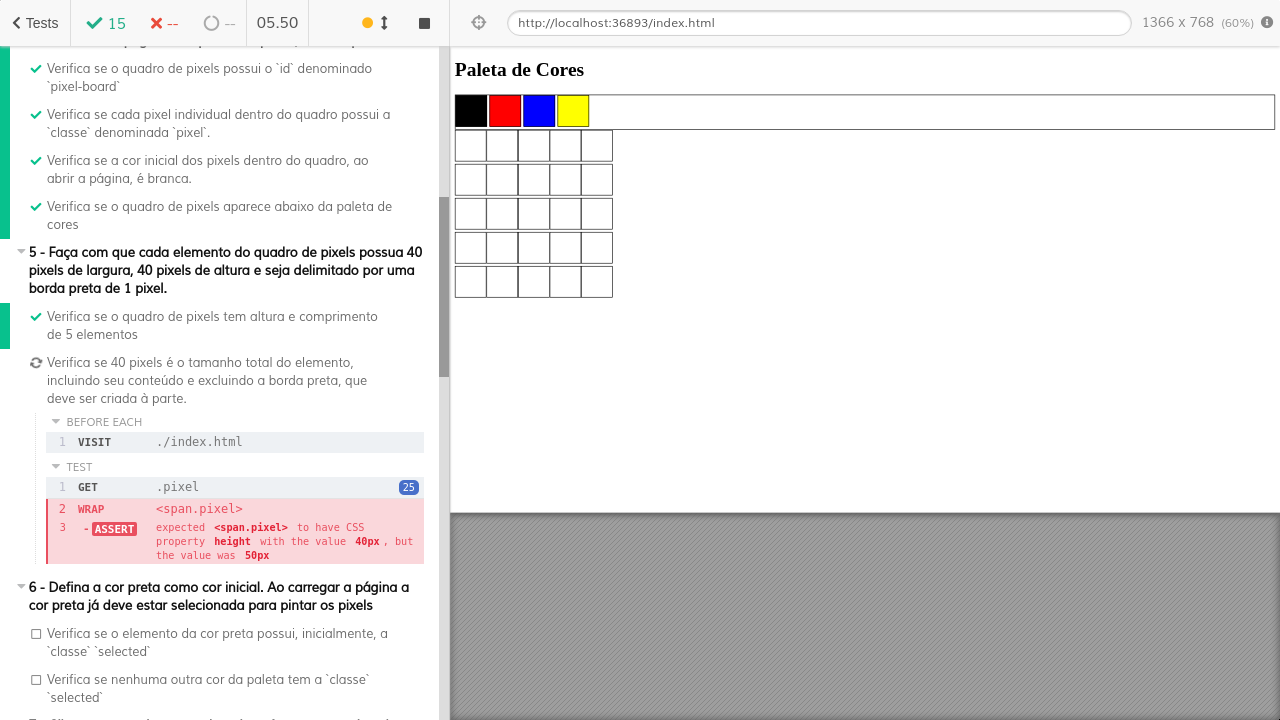 Tests 15 -- -- 05.50
http://localhost:36893/index.html 1366 x 768 (60%)
Verifica se o quadro de pixels possui o `id` denominado
`pixel-board`
Verifica se cada pixel individual dentro do quadro possui a
`classe` denominada `pixel`.
Verifica se a cor inicial dos pixels dentro do quadro, ao
abrir a página, é branca.
Verifica se o quadro de pixels aparece abaixo da paleta de
cores
5 - Faça com que cada elemento do quadro de pixels possua 40
pixels de largura, 40 pixels de altura e seja delimitado por uma
borda preta de 1 pixel.
Verifica se o quadro de pixels tem altura e comprimento
de 5 elementos
Verifica se 40 pixels é o tamanho total do elemento,
incluindo seu conteúdo e excluindo a borda preta, que
deve ser criada à parte.
BEFORE EACH
1 VISIT ./index.html
TEST
1 GET .pixel 25
2 WRAP <span.pixel>
3 -ASSERT expected <span.pixel> to have CSS
property height with the value 40px, but
the value was 50px
6 - Defina a cor preta como cor inicial. Ao carregar a página a
cor preta já deve estar selecionada para pintar os pixels
Verifica se o elemento da cor preta possui, inicialmente, a
`classe` `selected`
Verifica se nenhuma outra cor da paleta tem a `classe`
`selected`
Paleta de Cores